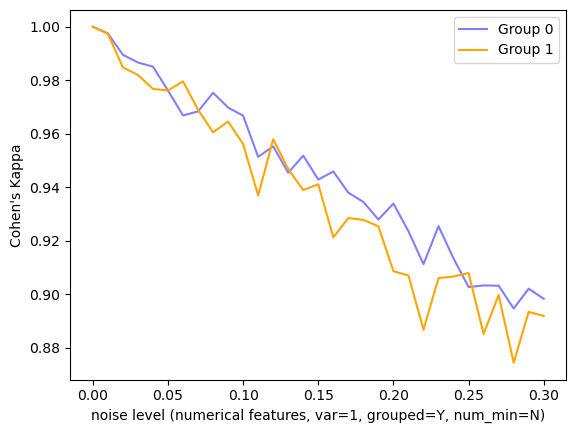 1.00
0.98
0.96
0.94
0.92
0.90
0.88
Cohen's Kappa
Group 0
Group 1
0.00 0.05 0.10 0.15 0.20 0.25 0.30
noise level (numerical features, var=1, grouped=Y, num_min=N)